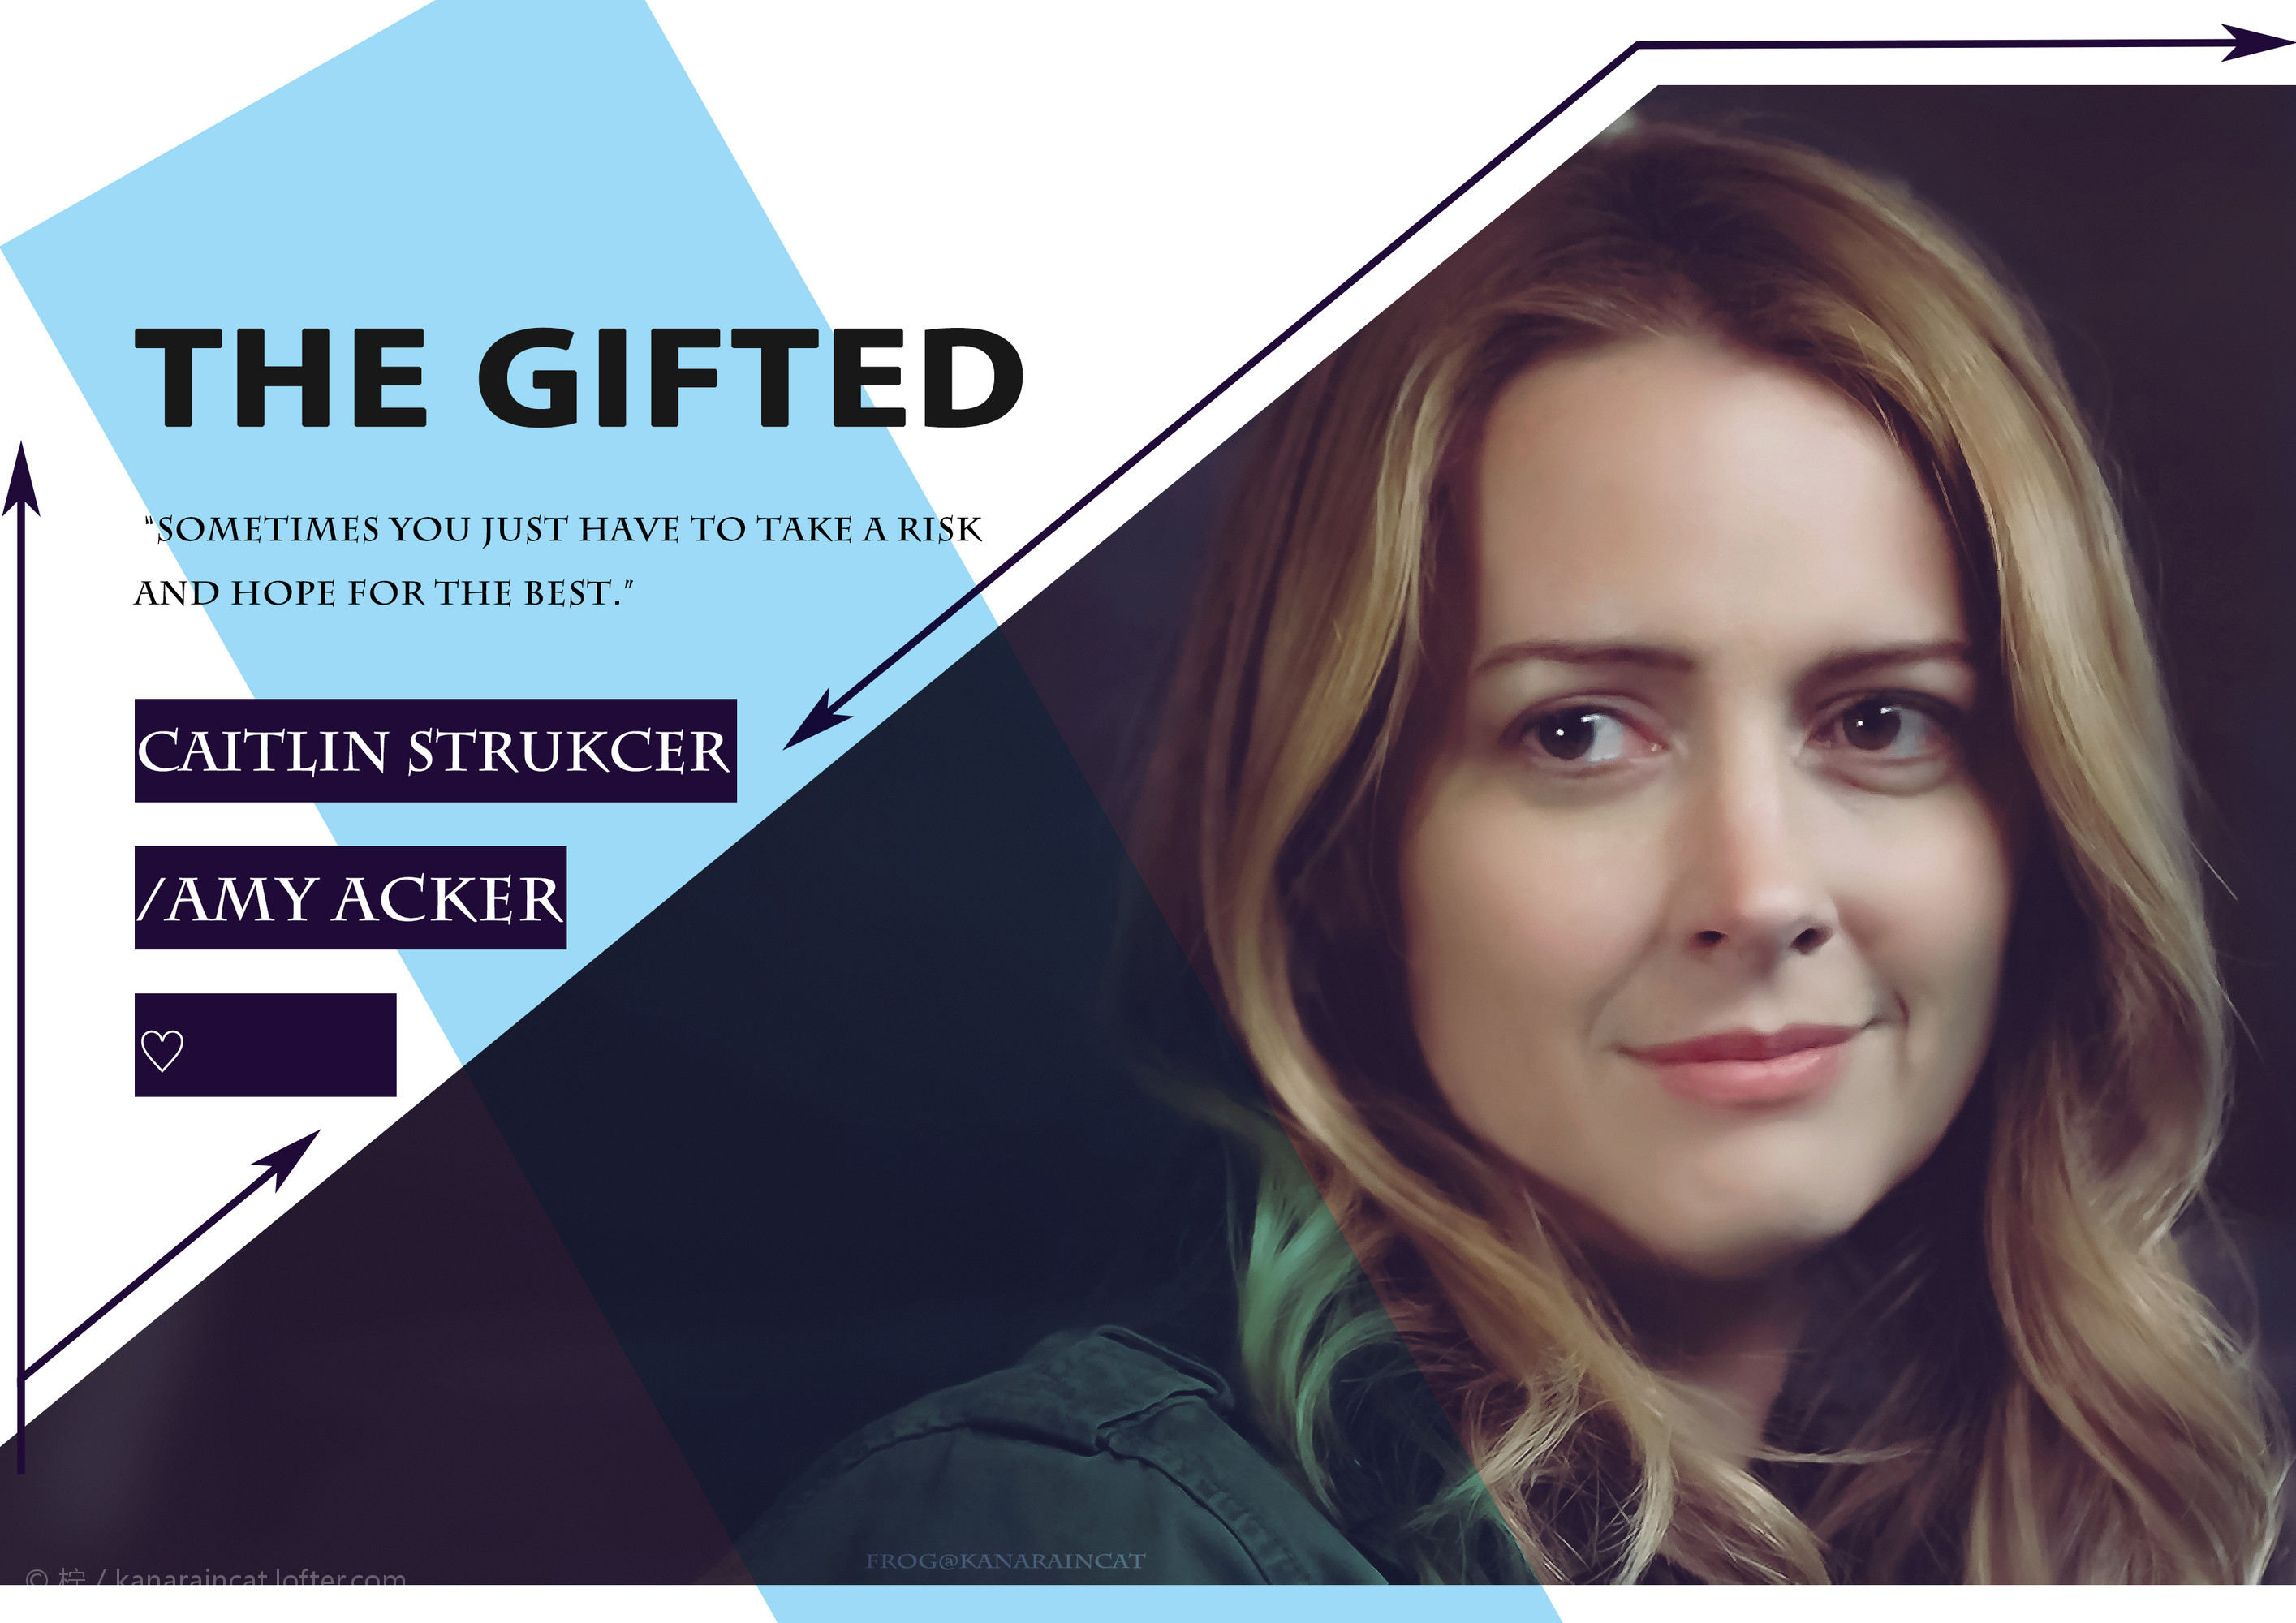 THE GIFTED
"SOMETIMES YOU JUST HAVE TO TAKE A RISK
AND HOPE FOR THE BEST."
CAITLIN STRUKCER
/AMY ACKER
♡
FROG@KANARAINCAT
© 柠 / kanaraincat.lofter.com